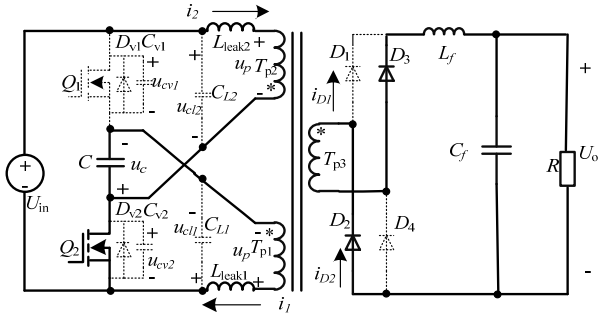 i2
Dv1 Cv1
Lleak2
+
Q1
+
ucv1
-
+
CL2
ucl2
-
up
Tp2
-
*
D1
D3
Lf
iD1
+
Uin
-
-
C
uc
+
*
Tp3
Cf
R
+
Uo
-
Dv2 Cv2
Q2
+
ucv2
-
-
ucl1
CL1
+
-
*
up
Tp1
+
Lleak1
i1
D2
D4
iD2